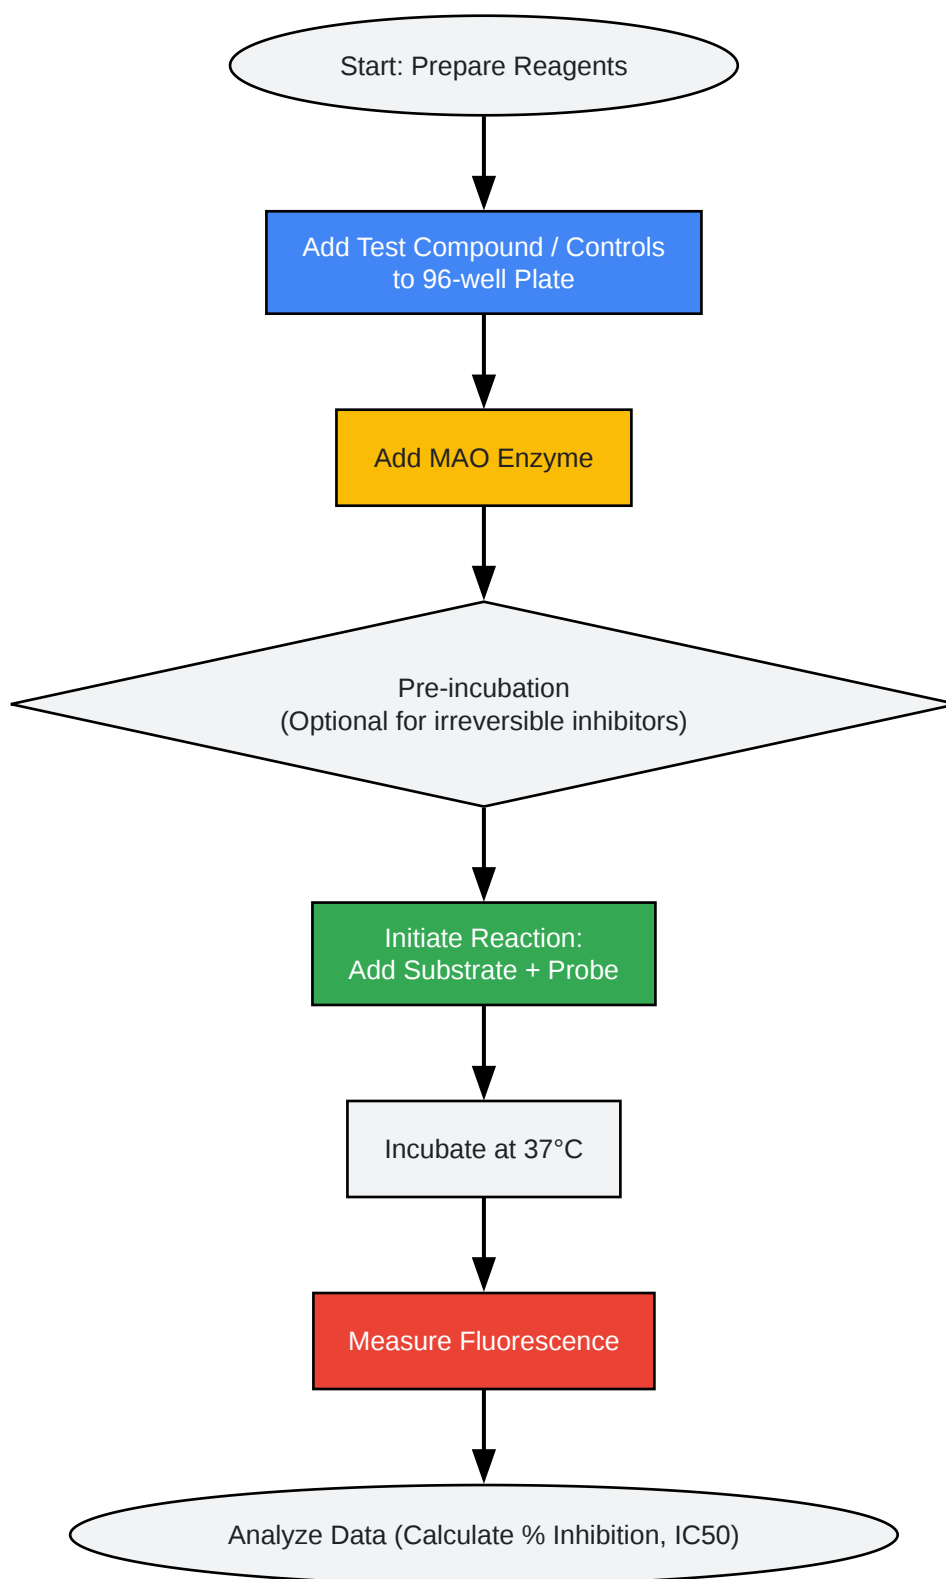 Start: Prepare Reagents
Add Test Compound / Controls
to 96-well Plate
Add MAO Enzyme
Pre-incubation
(Optional for irreversible inhibitors)
Initiate Reaction:
Add Substrate + Probe
Incubate at 37°C
Measure Fluorescence
Analyze Data (Calculate % Inhibition, IC50)